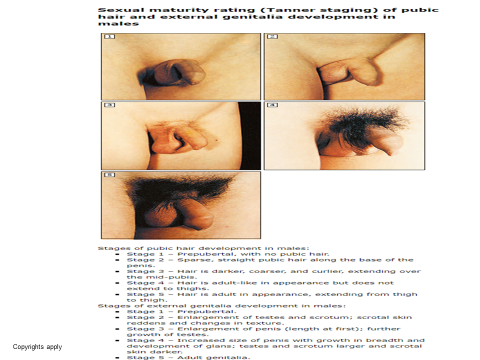 Sexual maturity rating (Tanner staging) of pubic
hair and external genitalia development in
males
1
2
3
4
5
Stages of pubic hair development in males:
Stage 1 – Prepubertal, with no pubic hair.
Stage 2 – Sparse, straight pubic hair along the base of the
penis.
Stage 3 – Hair is darker, coarser, and curlier, extending over
the mid-pubis.
Stage 4 – Hair is adult-like in appearance but does not
extend to thighs.
Stage 5 – Hair is adult in appearance, extending from thigh
to thigh.
Stages of external genitalia development in males:
Stage 1 – Prepubertal.
Stage 2 – Enlargement of testes and scrotum; scrotal skin
reddens and changes in texture.
Stage 3 – Enlargement of penis (length at first); further
growth of testes.
Stage 4 – Increased size of penis with growth in breadth and
development of glans; testes and scrotum larger and scrotal
skin darker.
Stage 5 – Adult genitalia.
Copyrights apply